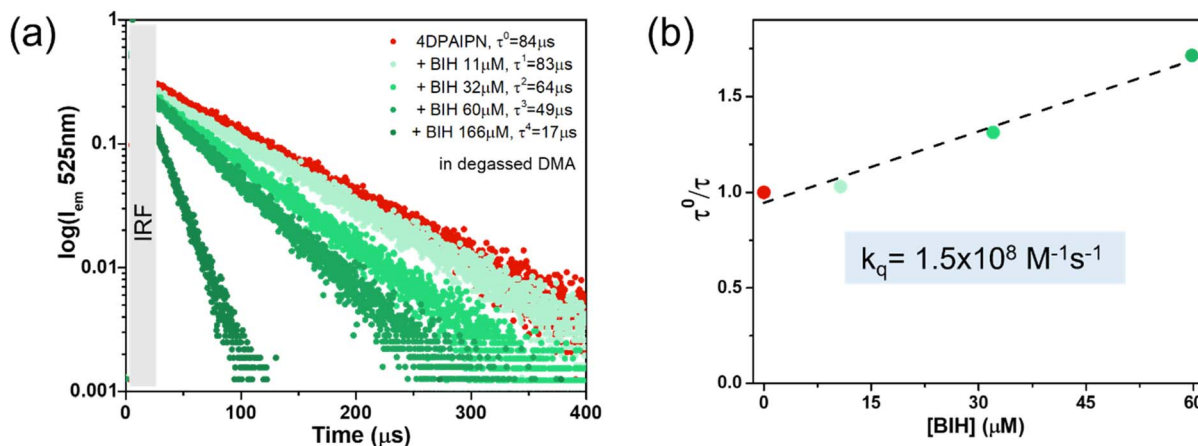 (a)
log(I_em 525nm)
1
0.1
0.01
0.001
IRF
4DPAIPN, τ⁰=84µs
+ BIH 11µM, τ¹=83µs
+ BIH 32µM, τ²=64µs
+ BIH 60µM, τ³=49µs
+ BIH 166µM, τ⁴=17µs
in degassed DMA
0 100 200 300 400
Time (µs)
(b)
τ⁰/τ
1.5
1.0
0.5
0.0
k_q= 1.5x10⁸ M⁻¹s⁻¹
0 15 30 45 60
[BIH] (µM)